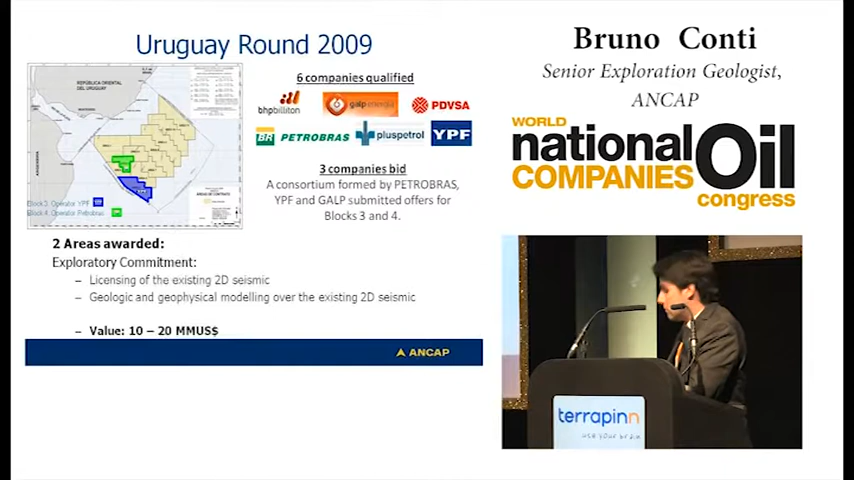 Uruguay Round 2009
6 companies qualified
REPÚBLICA ORIENTAL
DEL URUGUAY
bhpbilliton
galp energia
PDVSA
BR PETROBRAS
pluspetrol
YPF
3 companies bid
A consortium formed by PETROBRAS,
YPF and GALP submitted offers for
Blocks 3 and 4.
Block 3. Operator YPF
Block 4. Operator Petrobras
2 Areas awarded:
Exploratory Commitment:
– Licensing of the existing 2D seismic
– Geologic and geophysical modelling over the existing 2D seismic
– Value: 10 – 20 MMUS$
ANCAP
Bruno Conti
Senior Exploration Geologist,
ANCAP
WORLD
national Oil
COMPANIES
congress
terrapinn
use your brain